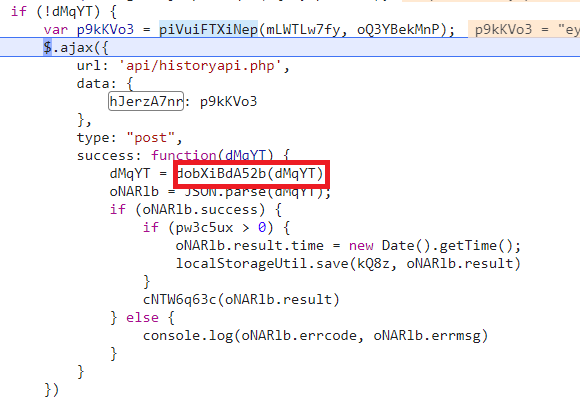 if (!dMqYT) {
var p9kKVo3 = piVuiFTXiNep(mLWTLw7fy, oQ3YBekMnP); p9kKVo3 = "ey
$.ajax({
url: 'api/historyapi.php',
data: {
hJerzA7nr: p9kKVo3
},
type: "post",
success: function(dMqYT) {
dMqYT = dobXiBdA52b(dMqYT)
oNARlb = JSON.parse(dMqYT);
if (oNARlb.success) {
if (pw3c5ux > 0) {
oNARlb.result.time = new Date().getTime();
localStorageUtil.save(kQ8z, oNARlb.result)
}
cNTW6q63c(oNARlb.result)
} else {
console.log(oNARlb.errcode, oNARlb.errmsg)
}
}
})